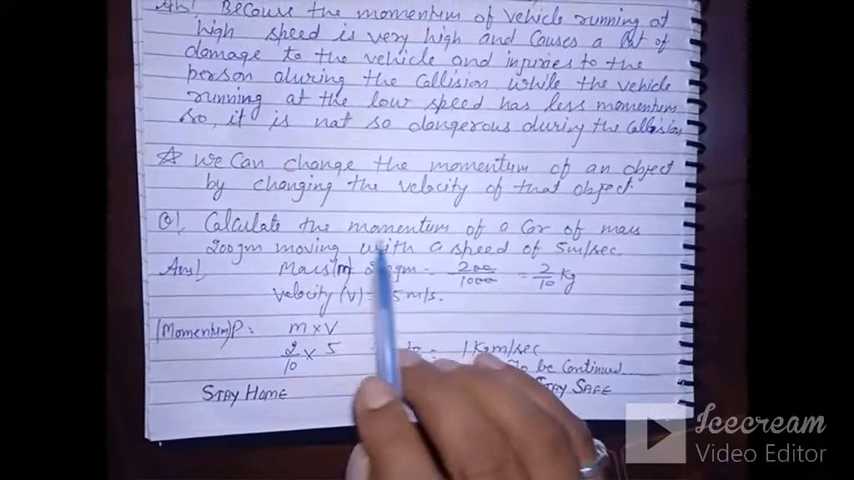 Ans! Because the momentum of vehicle running at
high speed is very high and causes a lot of
damage to the vehicle and injuries to the
person during the collision while the vehicle
running at the low speed has less momentum
So, it is not so dangerous during the collision
☆ We can change the momentum of an object
by changing the velocity of that object.
Q1, Calculate the momentum of a Car of mass
200gm moving with a speed of 5m/sec.
Ans!, Mass(m) = 200gm = 200/1000 = 2/10 Kg
Velocity (V) = 5m/s.
(Momentum)P = m×V
2/10 × 5 = 1Kgm/sec
To be Continued
STAY HOME STAY SAFE
Icecream
Video Editor